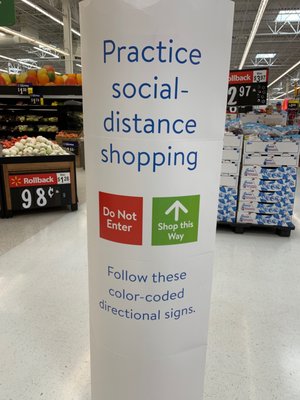 Practice
social-
distance
shopping
Do Not
Enter
Shop this
Way
Follow these
color-coded
directional signs.
Rollback
98¢
Rollback
97